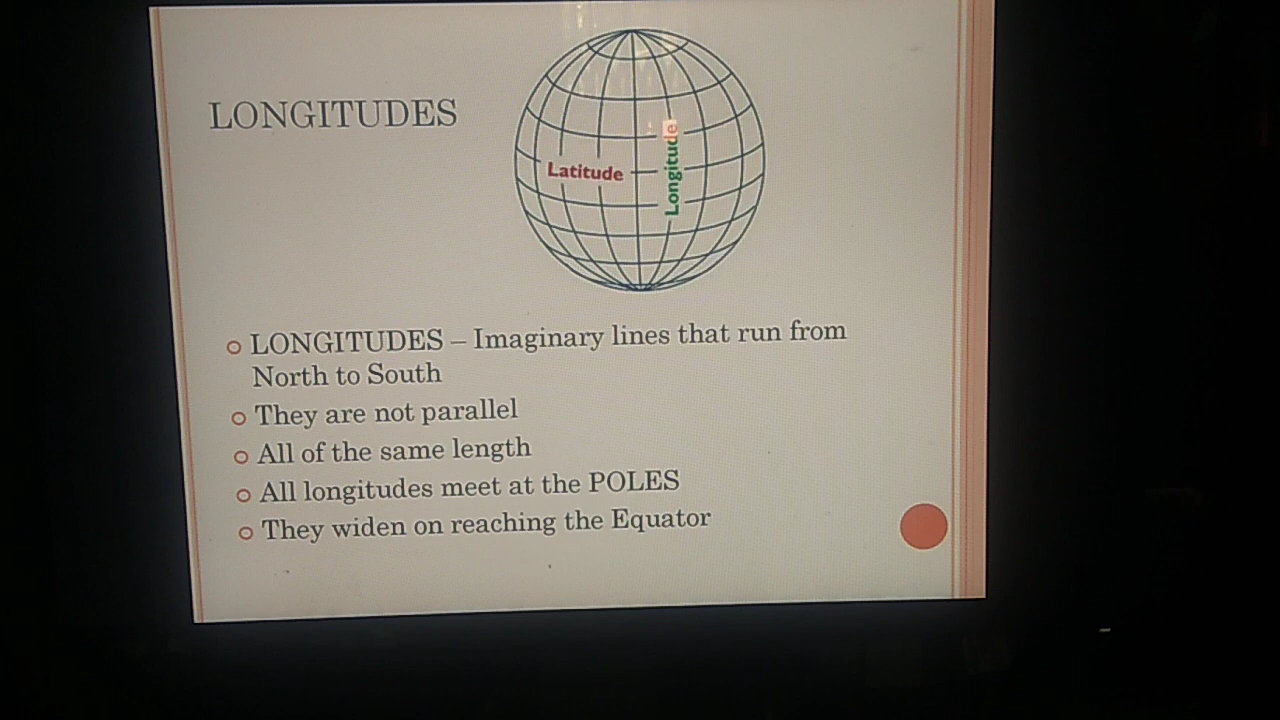 LONGITUDES
Latitude
Longitude
LONGITUDES – Imaginary lines that run from
North to South
They are not parallel
All of the same length
All longitudes meet at the POLES
They widen on reaching the Equator